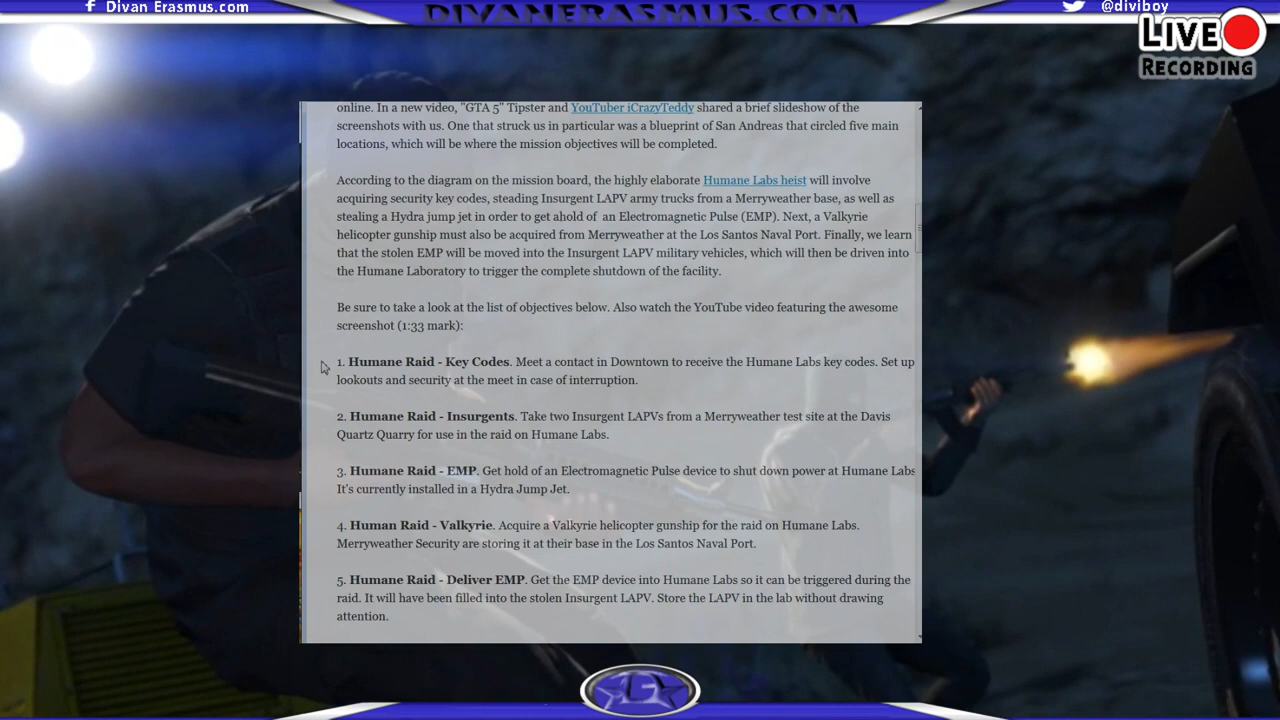 Divan Erasmus.com
DIVANERASMUS.COM
@diviboy
LIVE
RECORDING
online. In a new video, "GTA 5" Tipster and YouTuber iCrazyTeddy shared a brief slideshow of the
screenshots with us. One that struck us in particular was a blueprint of San Andreas that circled five main
locations, which will be where the mission objectives will be completed.
According to the diagram on the mission board, the highly elaborate Humane Labs heist will involve
acquiring security key codes, steading Insurgent LAPV army trucks from a Merryweather base, as well as
stealing a Hydra jump jet in order to get ahold of an Electromagnetic Pulse (EMP). Next, a Valkyrie
helicopter gunship must also be acquired from Merryweather at the Los Santos Naval Port. Finally, we learn
that the stolen EMP will be moved into the Insurgent LAPV military vehicles, which will then be driven into
the Humane Laboratory to trigger the complete shutdown of the facility.
Be sure to take a look at the list of objectives below. Also watch the YouTube video featuring the awesome
screenshot (1:33 mark):
1. Humane Raid - Key Codes. Meet a contact in Downtown to receive the Humane Labs key codes. Set up
lookouts and security at the meet in case of interruption.
2. Humane Raid - Insurgents. Take two Insurgent LAPVs from a Merryweather test site at the Davis
Quartz Quarry for use in the raid on Humane Labs.
3. Humane Raid - EMP. Get hold of an Electromagnetic Pulse device to shut down power at Humane Labs
It's currently installed in a Hydra Jump Jet.
4. Human Raid - Valkyrie. Acquire a Valkyrie helicopter gunship for the raid on Humane Labs.
Merryweather Security are storing it at their base in the Los Santos Naval Port.
5. Humane Raid - Deliver EMP. Get the EMP device into Humane Labs so it can be triggered during the
raid. It will have been filled into the stolen Insurgent LAPV. Store the LAPV in the lab without drawing
attention.